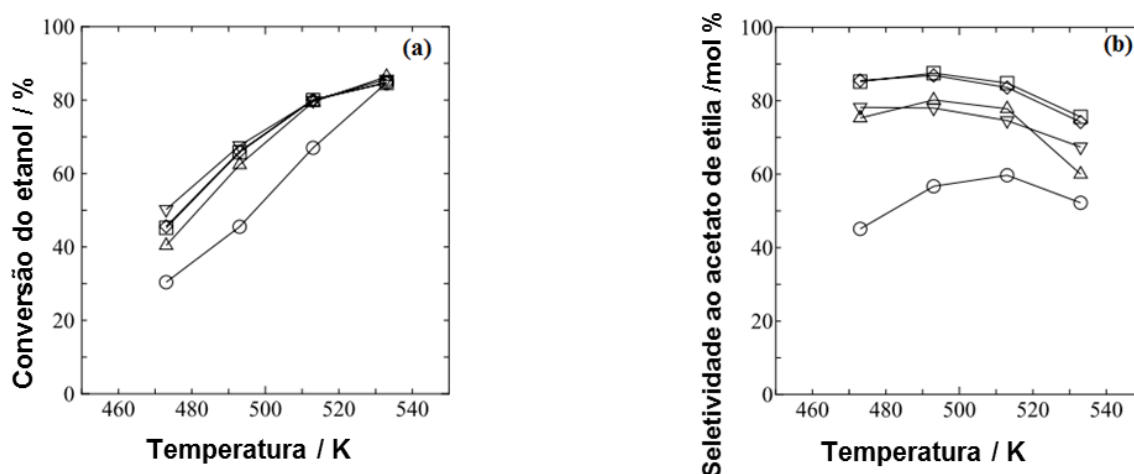 Conversão do etanol / %
100
80
60
40
20
0
(a)
460 480 500 520 540
Temperatura / K
Seletividade ao acetato de etila /mol %
100
80
60
40
20
0
(b)
460 480 500 520 540
Temperatura / K